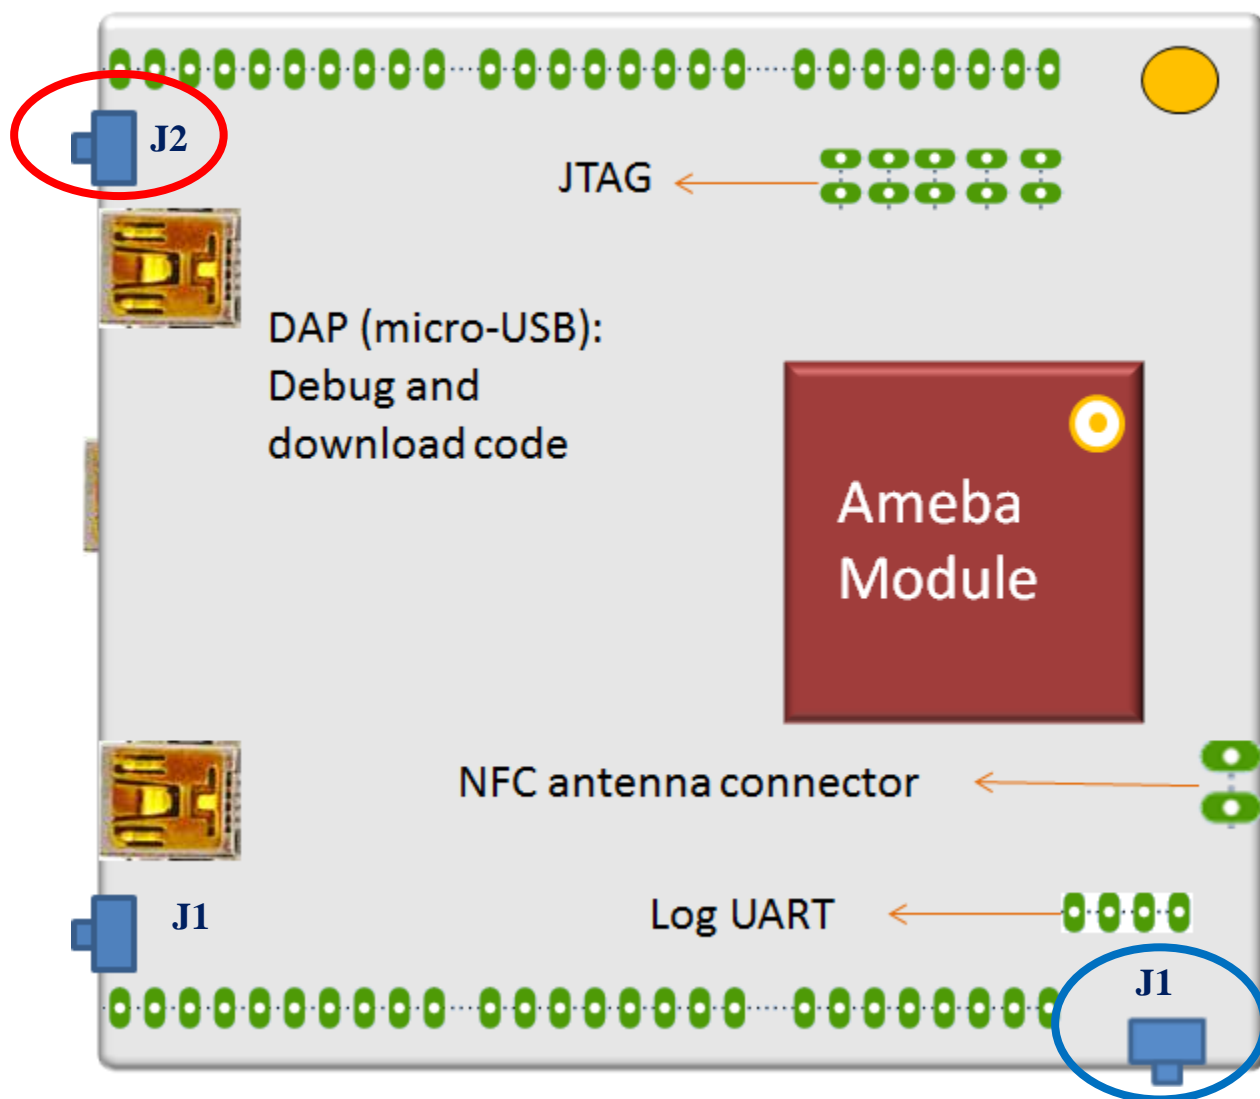 J2
JTAG
DAP (micro-USB):
Debug and
download code
Ameba
Module
NFC antenna connector
J1
Log UART
J1